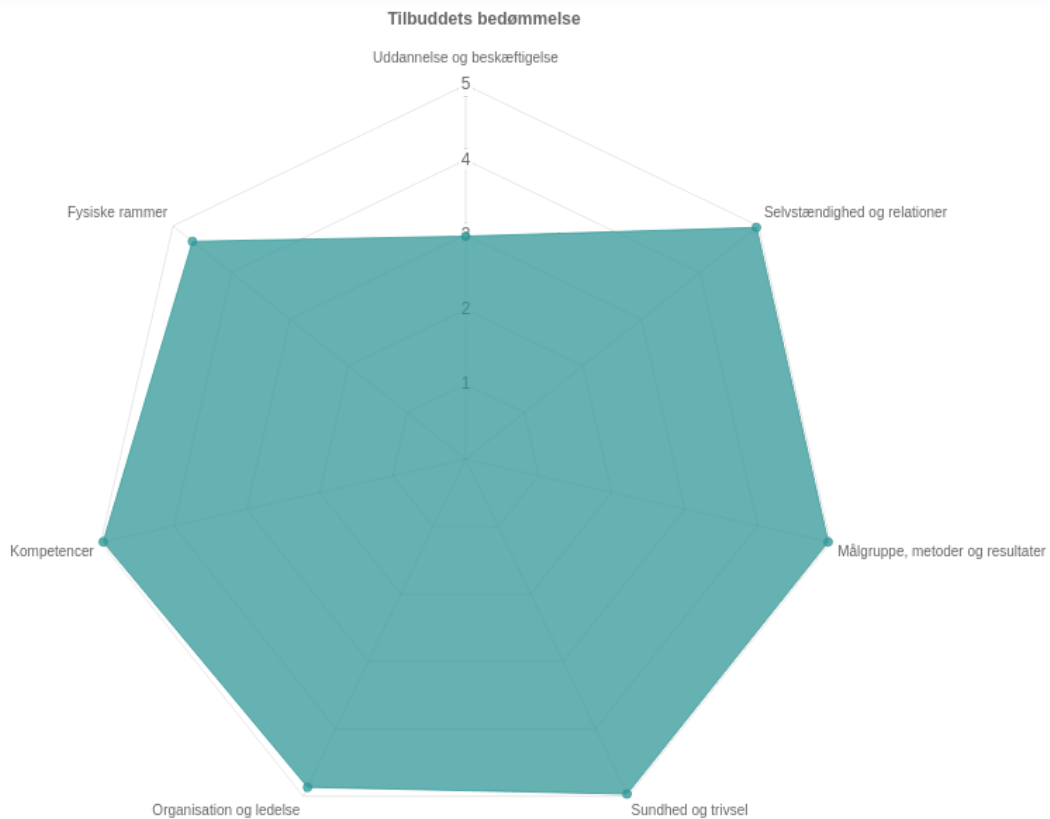 Tilbuddets bedømmelse
Uddannelse og beskæftigelse
5
4
Fysiske rammer
Selvstændighed og relationer
3
2
1
Kompetencer
Målgruppe, metoder og resultater
Organisation og ledelse
Sundhed og trivsel